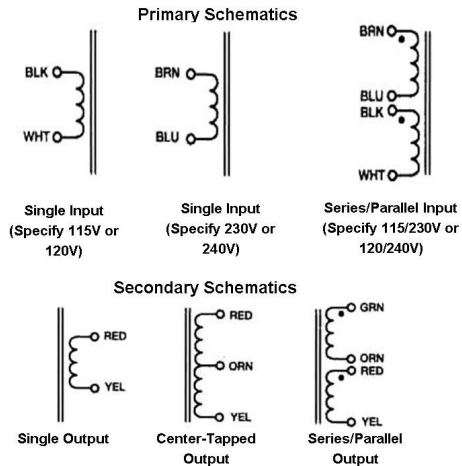 Primary Schematics
BLK
WHT
BRN
BLU
BRN
BLU
BLK
WHT
Single Input
(Specify 115V or
120V)
Single Input
(Specify 230V or
240V)
Series/Parallel Input
(Specify 115/230V or
120/240V)
Secondary Schematics
RED
YEL
RED
ORN
YEL
GRN
ORN
RED
YEL
Single Output
Center-Tapped
Output
Series/Parallel
Output